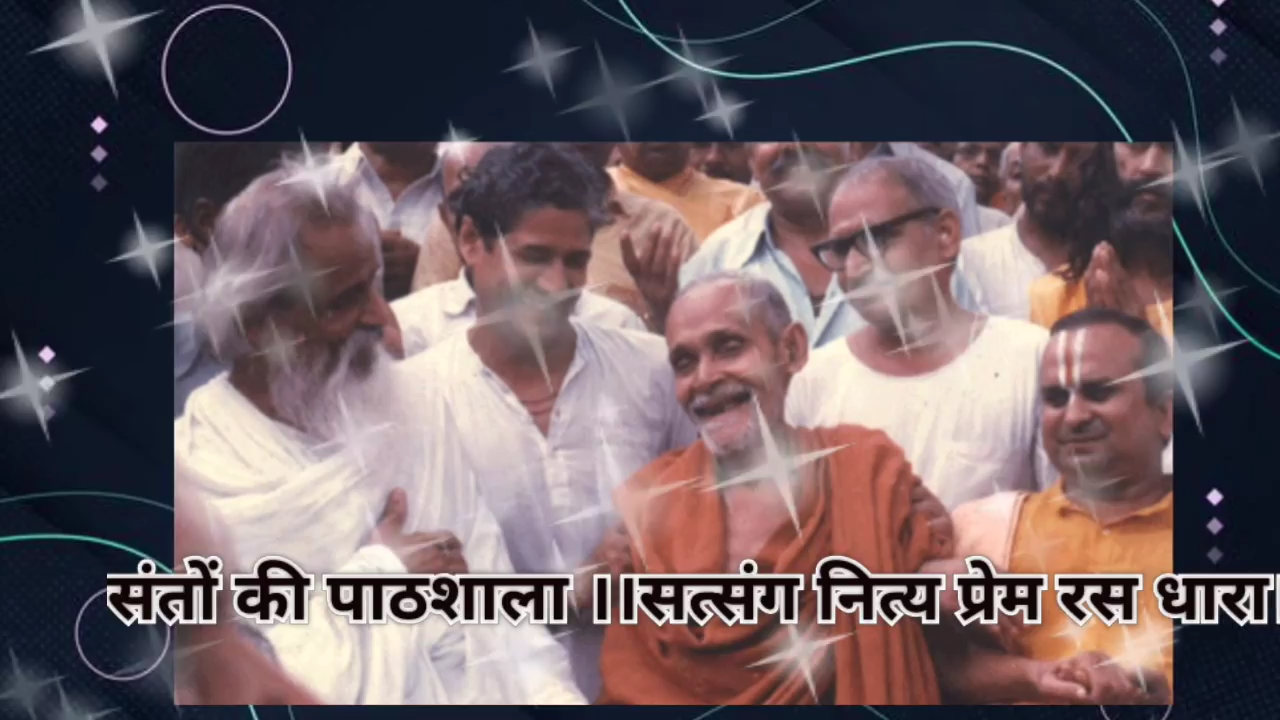 संतों की पाठशाला ।।सत्संग नित्य प्रेम रस धारा।